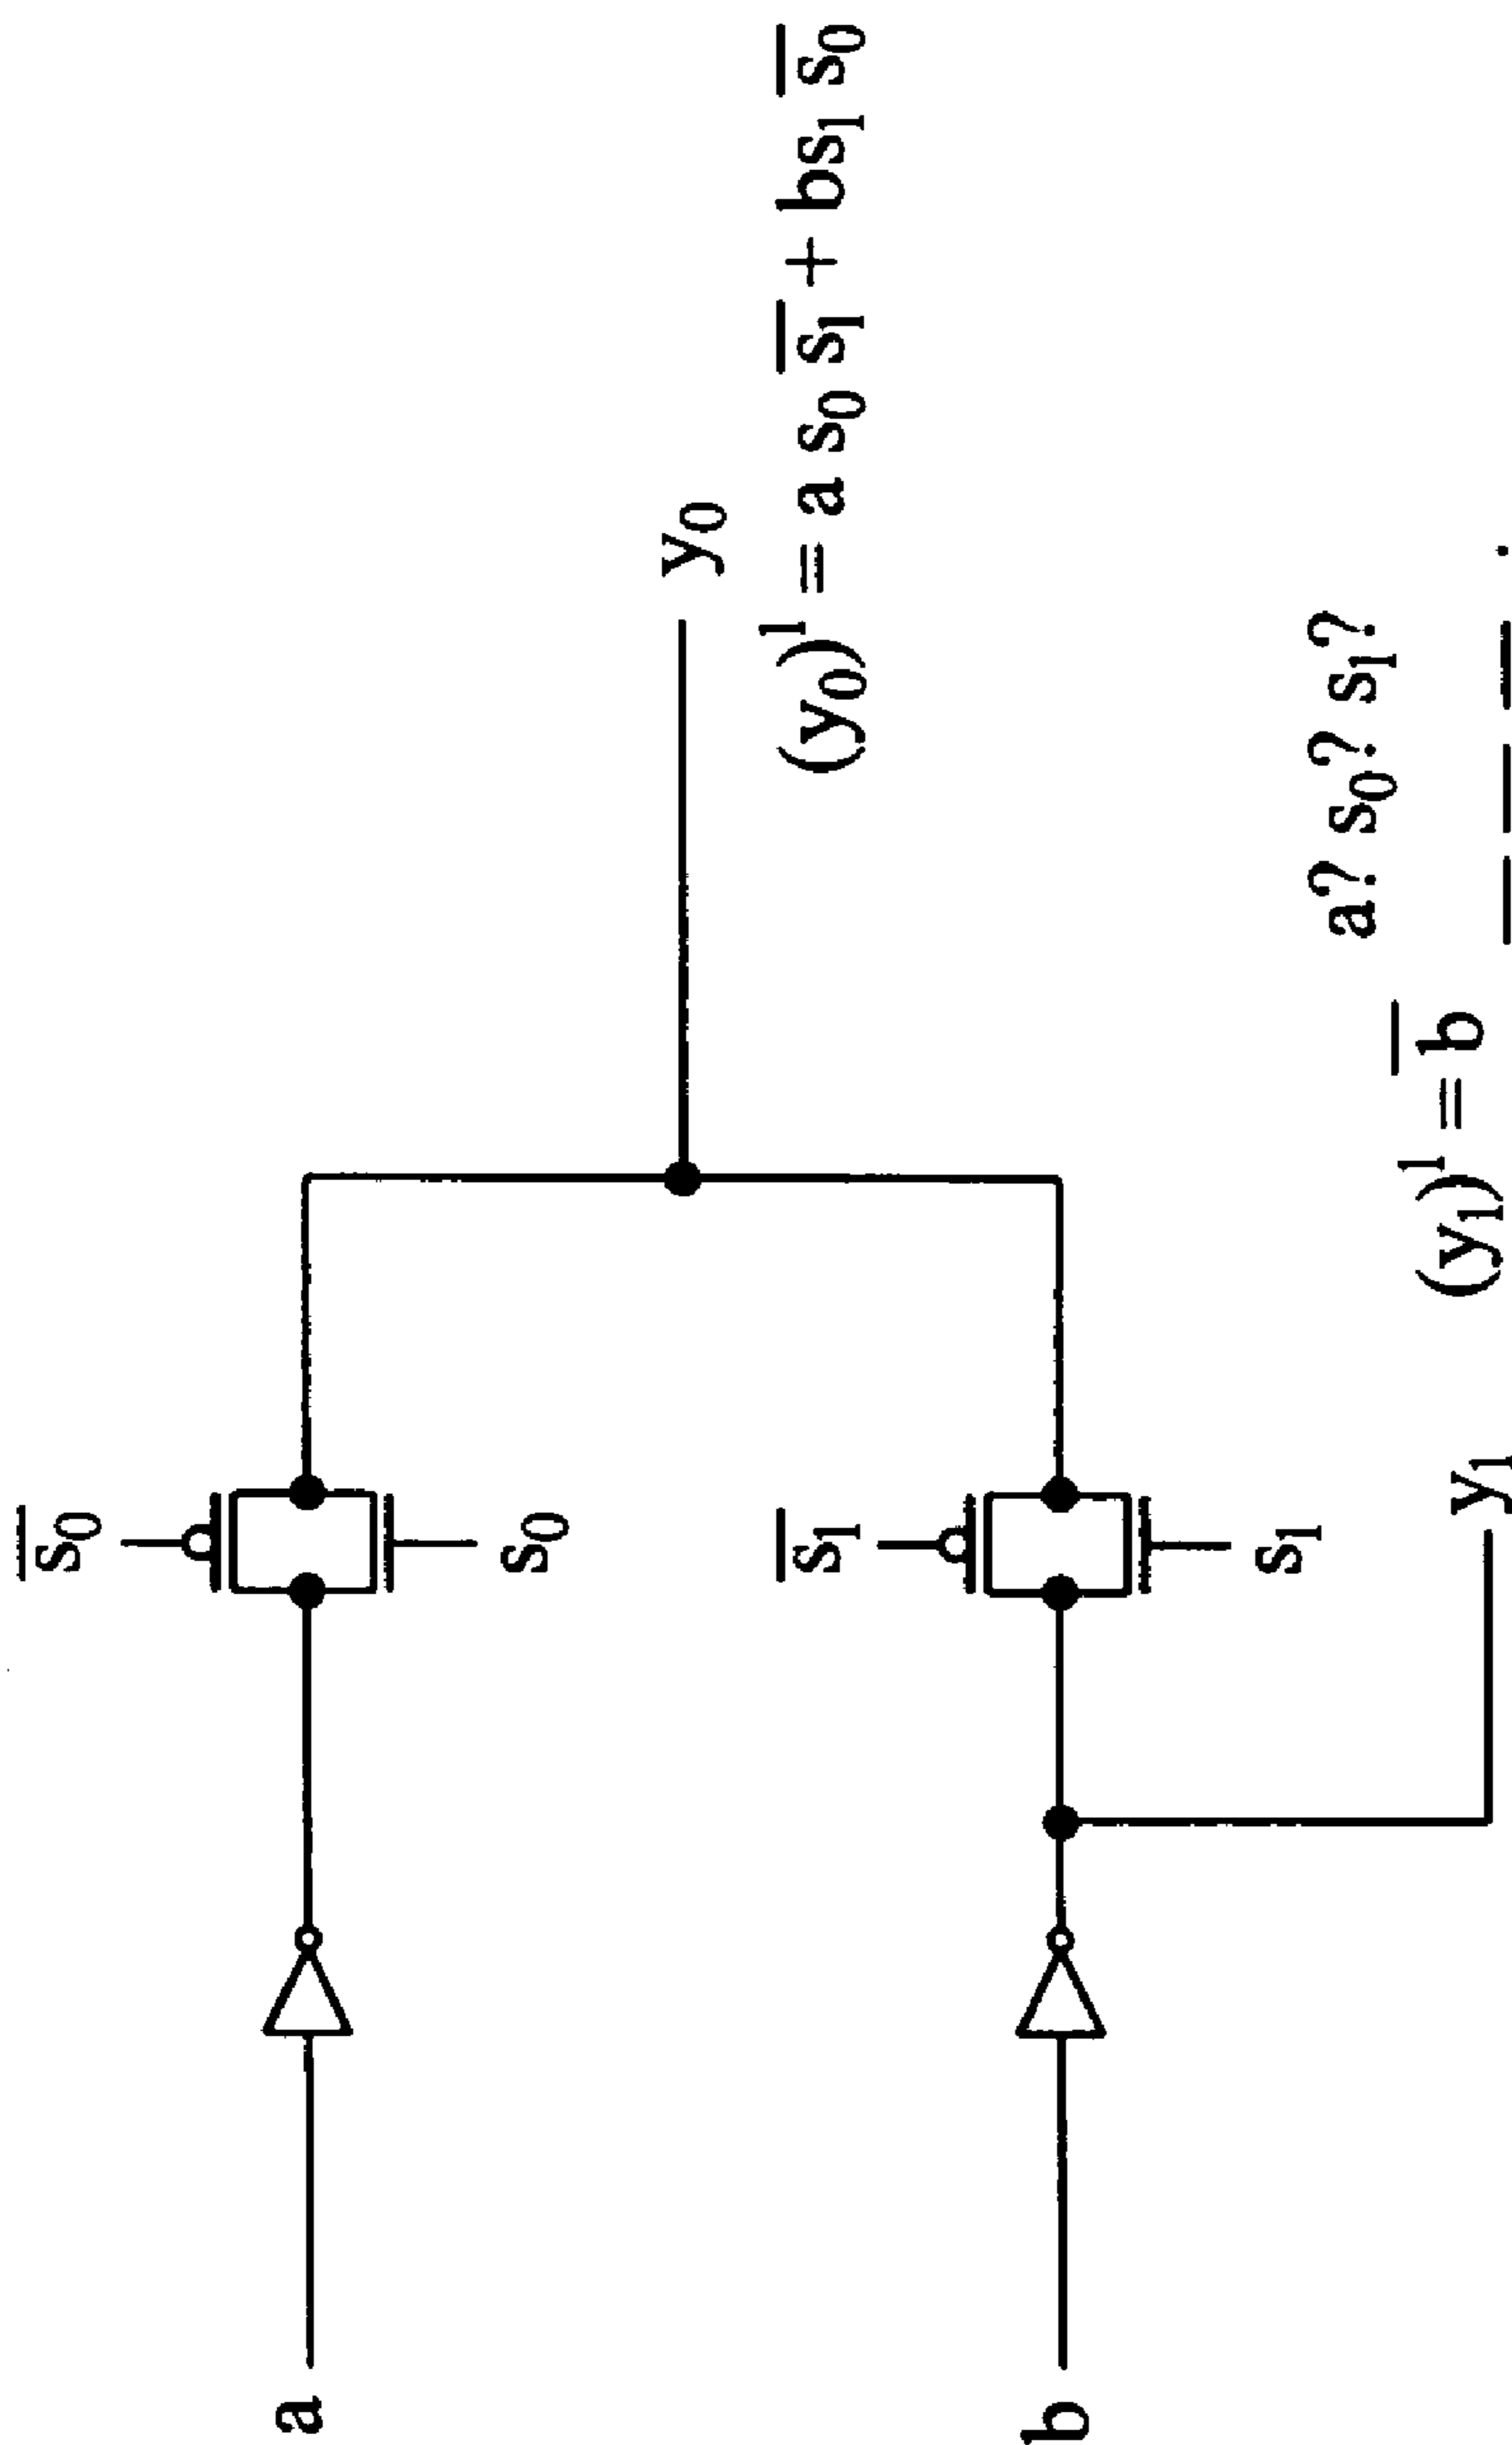 s̅₀
a
s₀
y₀
s̅₁
(y₀)¹ = a s₀ s̅₁ + bs₁ s̅₀
b
s₁
a? s₀? s₁?
y₁
(y₁)¹ = b̅ _ _ _ .